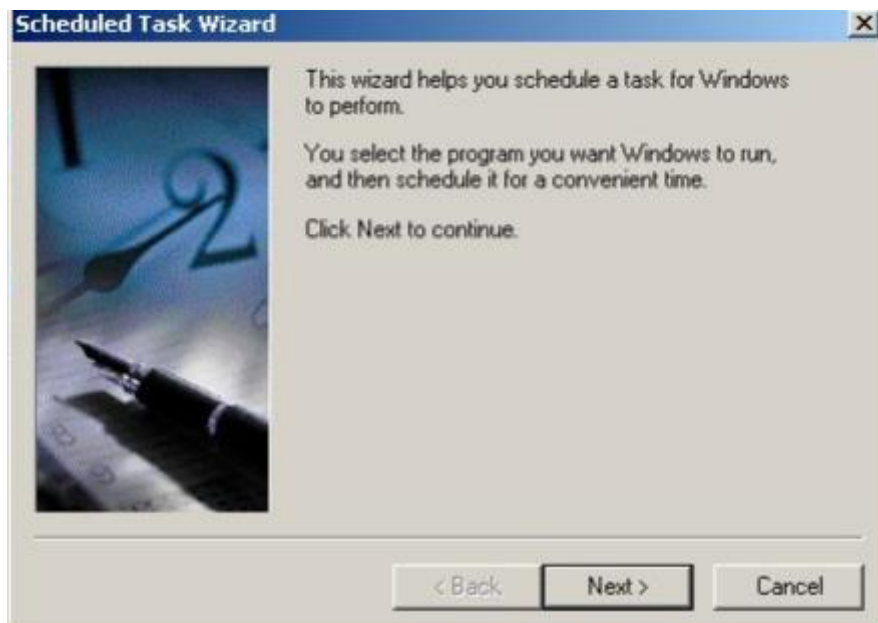 Scheduled Task Wizard
This wizard helps you schedule a task for Windows
to perform.
You select the program you want Windows to run,
and then schedule it for a convenient time.
Click Next to continue.
2
< Back
Next >
Cancel